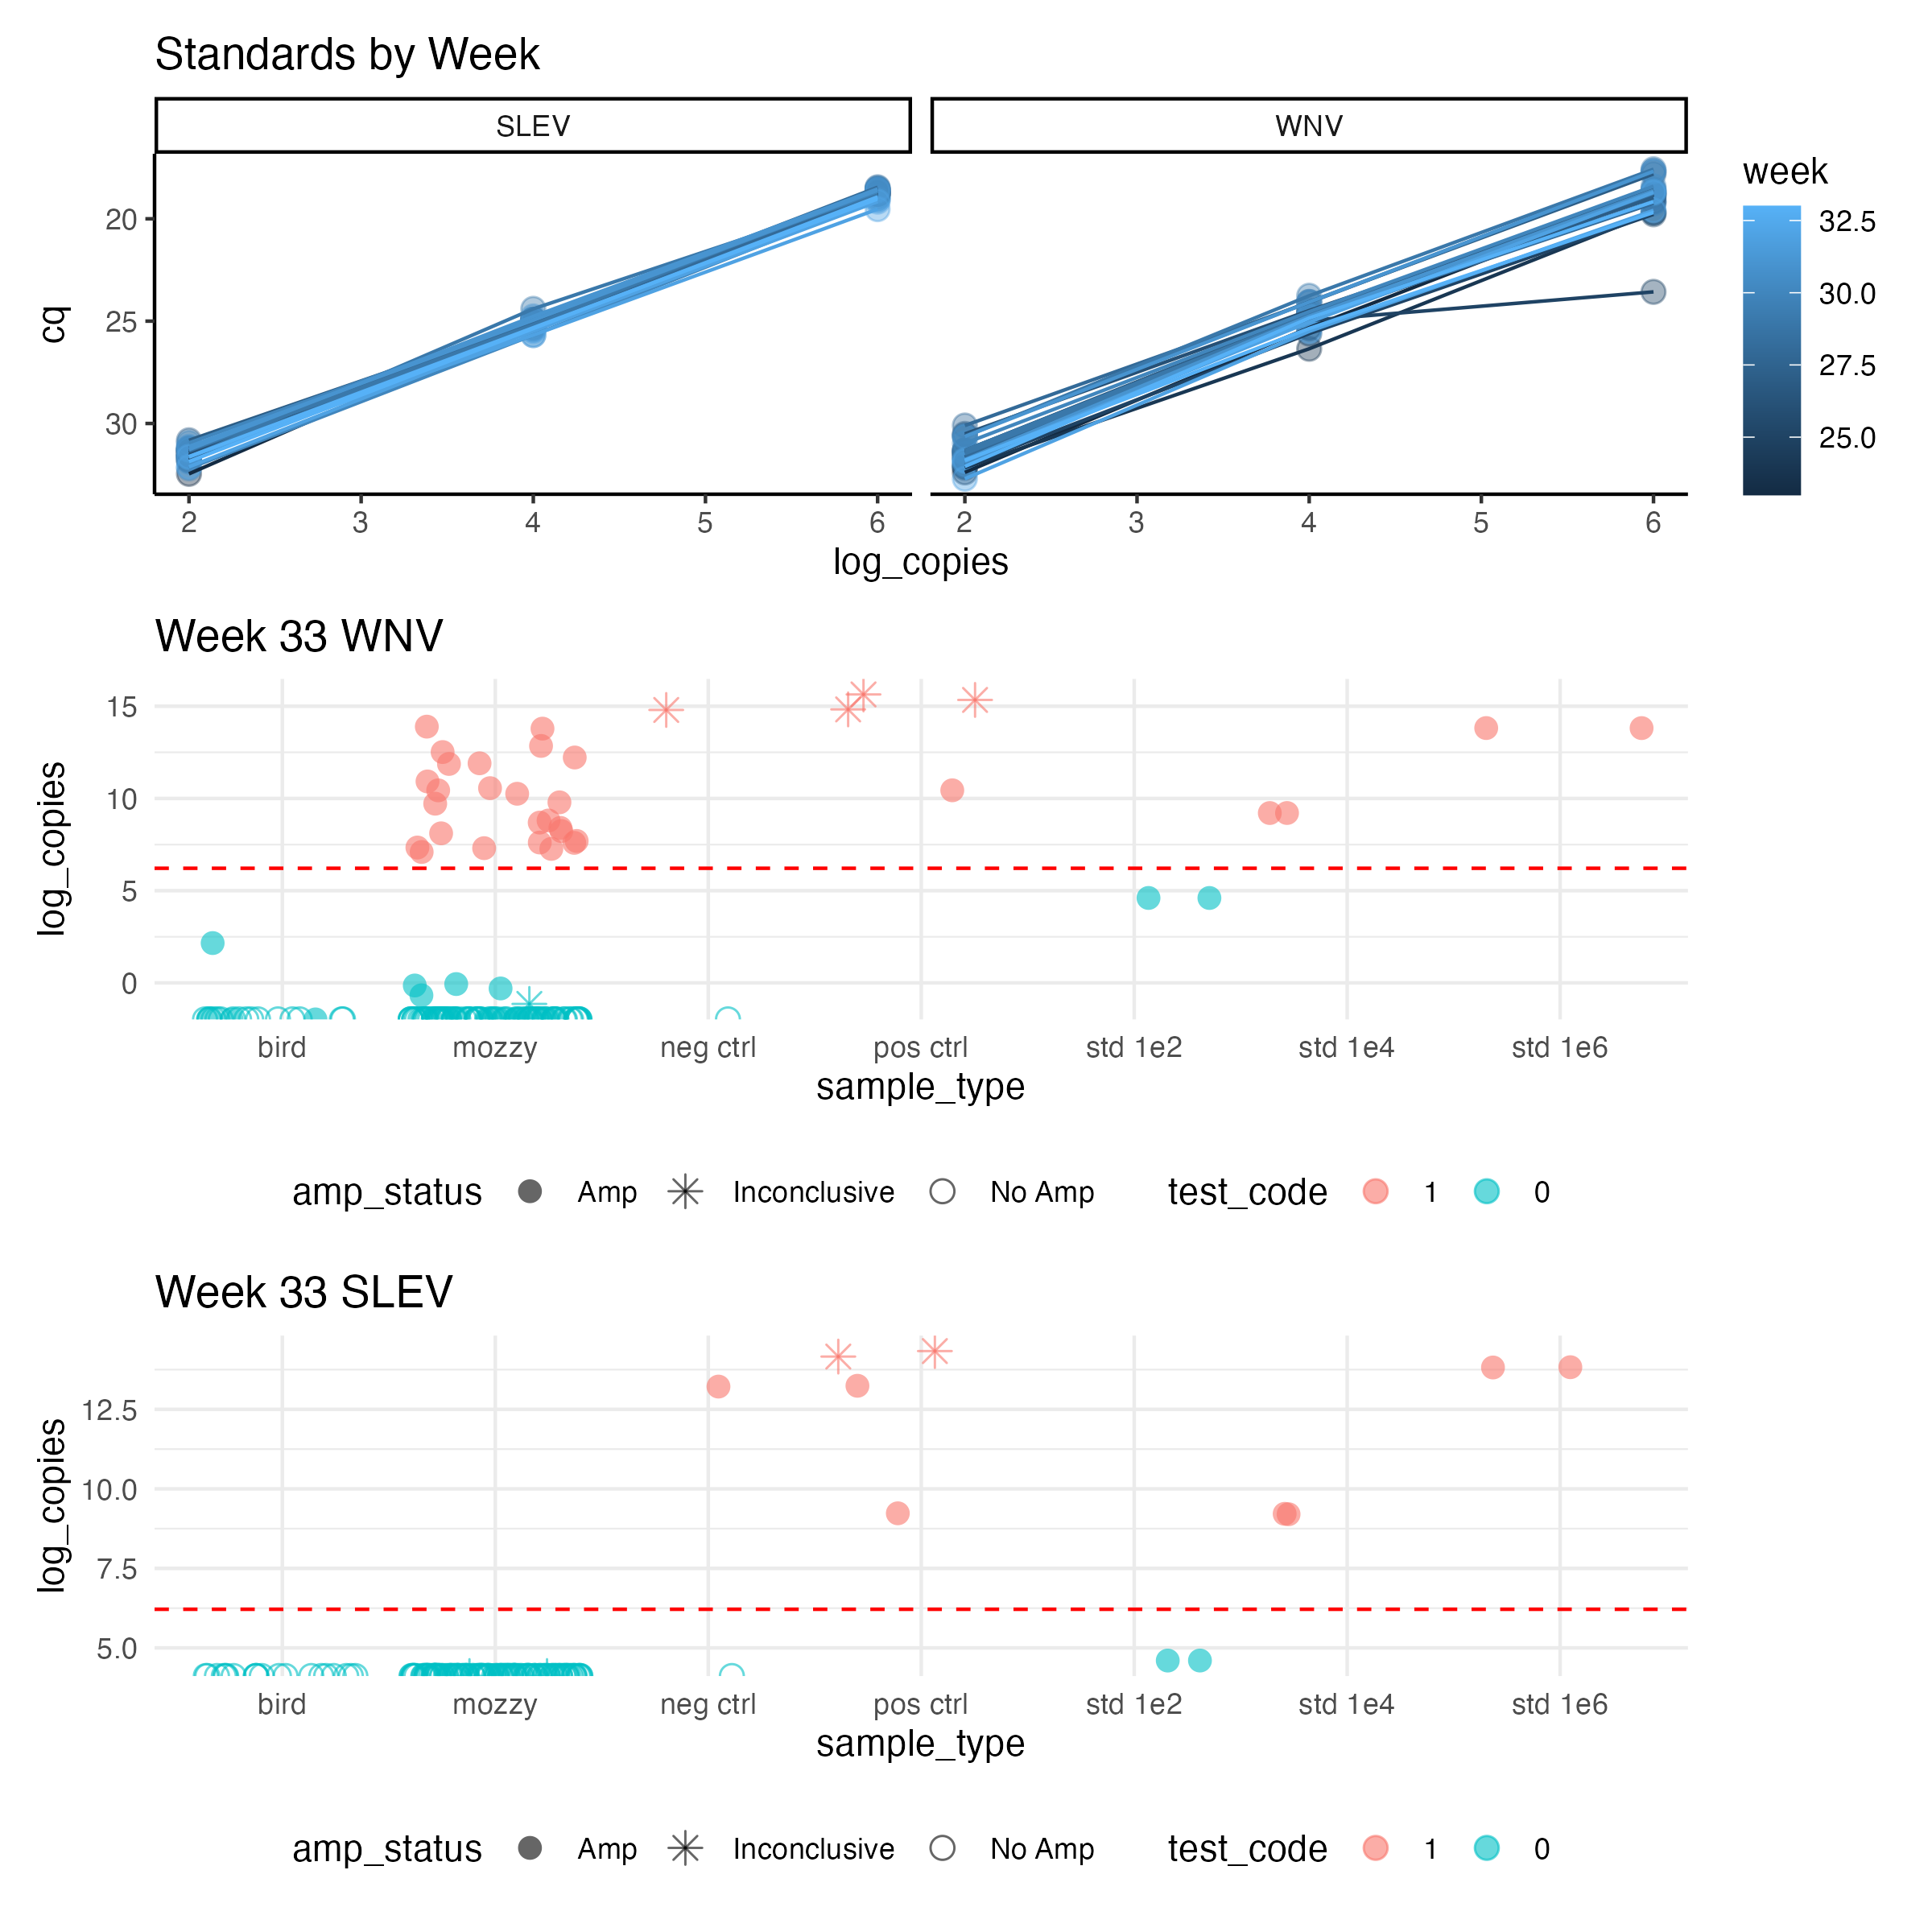 Standards by Week
SLEV
WNV
week
cq
20
25
30
32.5
30.0
27.5
25.0
2 3 4 5 6
2 3 4 5 6
log_copies
Week 33 WNV
log_copies
15
10
5
0
bird mozzy neg ctrl pos ctrl std 1e2 std 1e4 std 1e6
sample_type
amp_status Amp Inconclusive No Amp test_code 1 0
Week 33 SLEV
log_copies
12.5
10.0
7.5
5.0
bird mozzy neg ctrl pos ctrl std 1e2 std 1e4 std 1e6
sample_type
amp_status Amp Inconclusive No Amp test_code 1 0